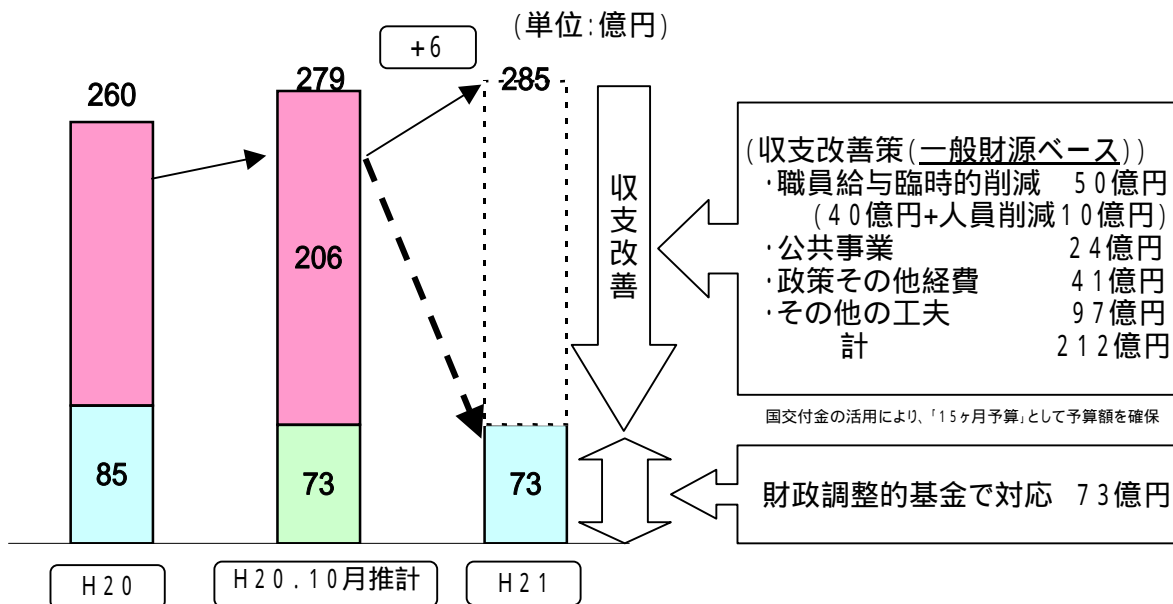 (単位:億円)
+6
260
279
285
206
85
73
73
収支改善
(収支改善策(一般財源ベース))
・職員給与臨時的削減 50億円
(40億円+人員削減10億円)
・公共事業 24億円
・政策その他経費 41億円
・その他の工夫 97億円
計 212億円
国交付金の活用により、「15ヶ月予算」として予算額を確保
財政調整的基金で対応 73億円
H20
H20.10月推計
H21